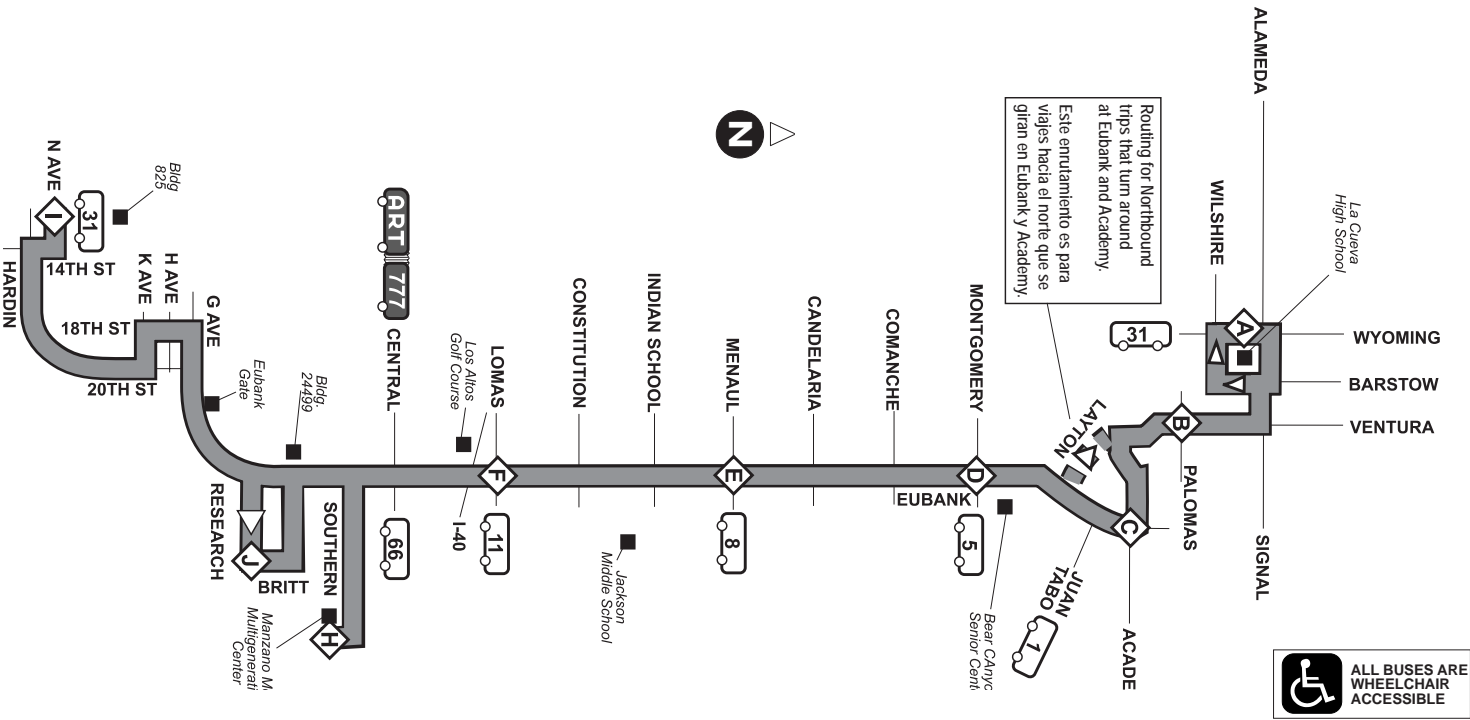 ALAMEDA
La Cueva
High School
WILSHIRE
WYOMING
BARSTOW
VENTURA
SIGNAL
PALOMAS
Routing for Northbound
trips that turn around
at Eubank and Academy.
Este enrutamiento es para
viajes hacia el norte que se
giran en Eubank y Academy.
A
31
B
LAYTON
C
ACADE
JUAN
TABO
1
MONTGOMERY
D
EUBANK
5
Bear CAnyc
Senior Cent
COMANCHE
CANDELARIA
MENAUL
E
8
INDIAN SCHOOL
Jackson
Middle School
CONSTITUTION
LOMAS
F
11
I-40
Los Altos
Golf Course
CENTRAL
ART 777
66
N
SOUTHERN
H
Manzano M
Multigenerati
Center
Bldg
24499
RESEARCH
J
BRITT
Eubank
Gate
G AVE
H AVE
K AVE
18TH ST
20TH ST
14TH ST
HARDIN
N AVE
I
31
Bldg
825
ALL BUSES ARE
WHEELCHAIR
ACCESSIBLE